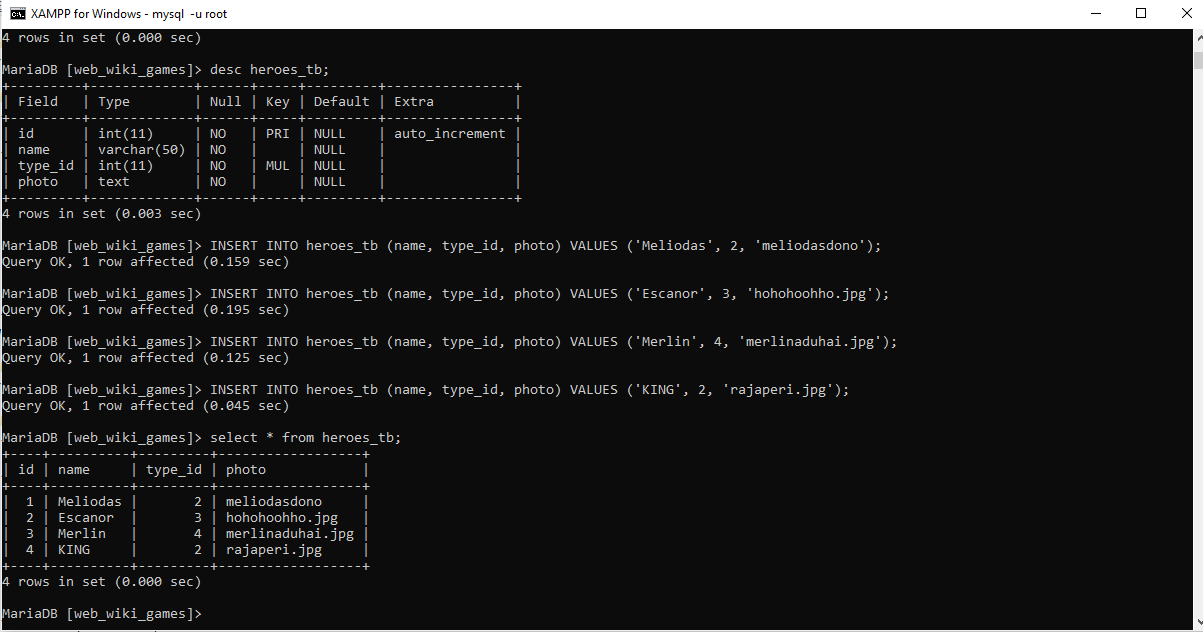 XAMPP for Windows - mysql  -u root
4 rows in set (0.000 sec)
MariaDB [web_wiki_games]> desc heroes_tb;
+---------+-------------+------+-----+---------+----------------+
| Field   | Type        | Null | Key | Default | Extra          |
+---------+-------------+------+-----+---------+----------------+
| id      | int(11)     | NO   | PRI | NULL    | auto_increment |
| name    | varchar(50) | NO   |     | NULL    |                |
| type_id | int(11)     | NO   | MUL | NULL    |                |
| photo   | text        | NO   |     | NULL    |                |
+---------+-------------+------+-----+---------+----------------+
4 rows in set (0.003 sec)
MariaDB [web_wiki_games]> INSERT INTO heroes_tb (name, type_id, photo) VALUES ('Meliodas', 2, 'meliodasdono');
Query OK, 1 row affected (0.159 sec)
MariaDB [web_wiki_games]> INSERT INTO heroes_tb (name, type_id, photo) VALUES ('Escanor', 3, 'hohohoohho.jpg');
Query OK, 1 row affected (0.195 sec)
MariaDB [web_wiki_games]> INSERT INTO heroes_tb (name, type_id, photo) VALUES ('Merlin', 4, 'merlinaduhai.jpg');
Query OK, 1 row affected (0.125 sec)
MariaDB [web_wiki_games]> INSERT INTO heroes_tb (name, type_id, photo) VALUES ('KING', 2, 'rajaperi.jpg');
Query OK, 1 row affected (0.045 sec)
MariaDB [web_wiki_games]> select * from heroes_tb;
+----+----------+---------+------------------+
| id | name     | type_id | photo            |
+----+----------+---------+------------------+
|  1 | Meliodas |       2 | meliodasdono     |
|  2 | Escanor  |       3 | hohohoohho.jpg   |
|  3 | Merlin   |       4 | merlinaduhai.jpg |
|  4 | KING     |       2 | rajaperi.jpg     |
+----+----------+---------+------------------+
4 rows in set (0.000 sec)
MariaDB [web_wiki_games]>